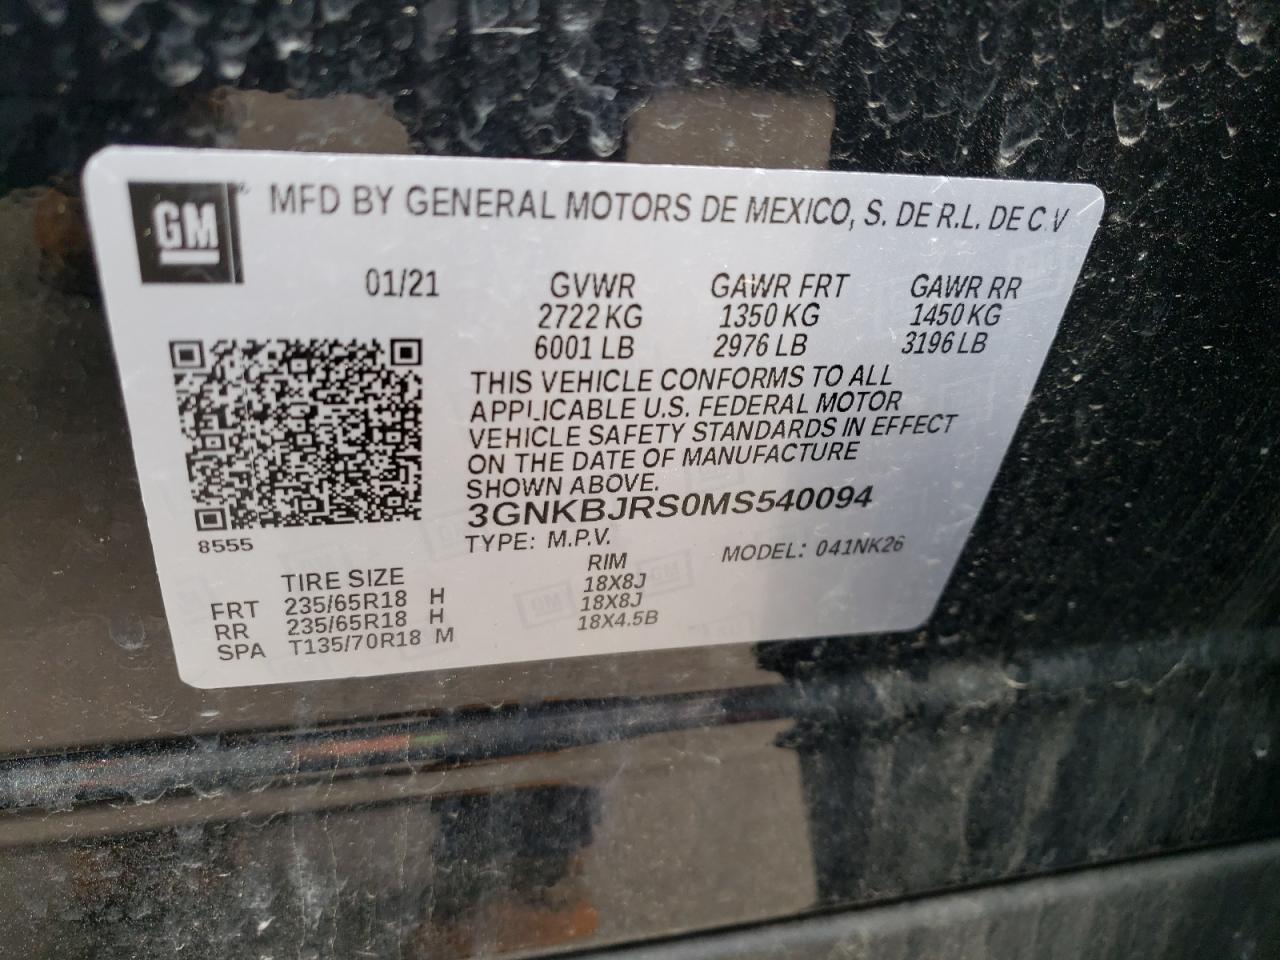 GM MFD BY GENERAL MOTORS DE MEXICO, S. DE R.L. DE C.V
01/21 GVWR GAWR FRT GAWR RR
2722 KG 1350 KG 1450 KG
6001 LB 2976 LB 3196 LB
THIS VEHICLE CONFORMS TO ALL
APPLICABLE U.S. FEDERAL MOTOR
VEHICLE SAFETY STANDARDS IN EFFECT
ON THE DATE OF MANUFACTURE
SHOWN ABOVE.
3GNKBJRS0MS540094
8555
TYPE: M.P.V. MODEL: 041NK26
TIRE SIZE RIM
FRT 235/65R18 H 18X8J
RR 235/65R18 H 18X8J
SPA T135/70R18 M 18X4.5B